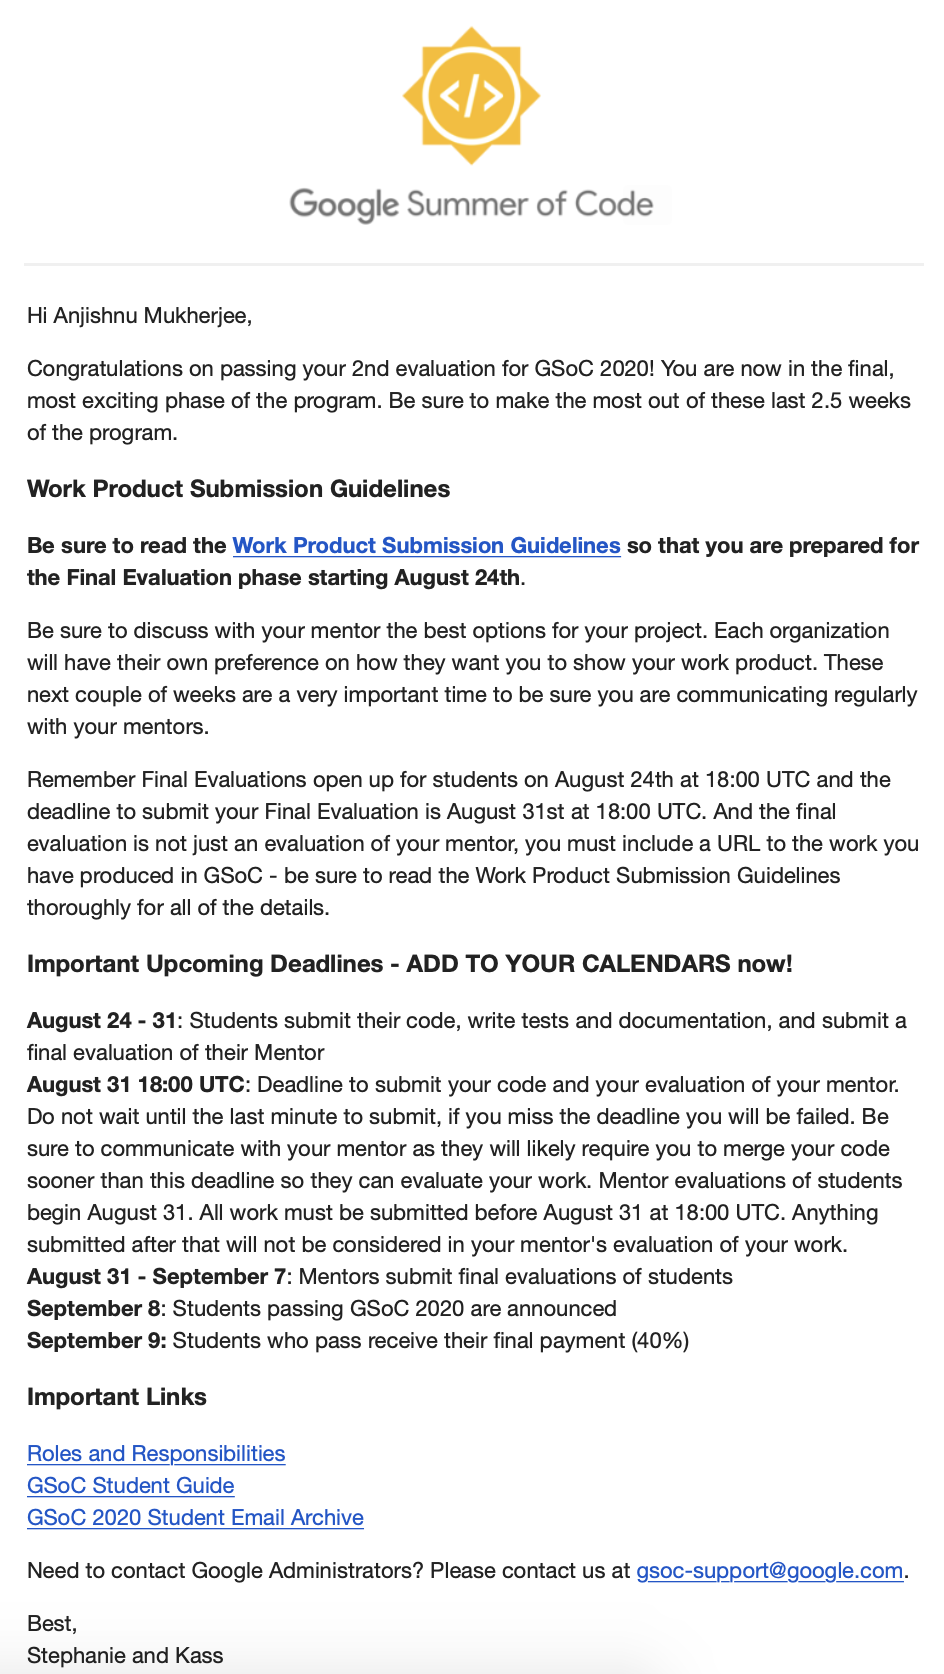 </>
Google Summer of Code
Hi Anjishnu Mukherjee,
Congratulations on passing your 2nd evaluation for GSoC 2020! You are now in the final,
most exciting phase of the program. Be sure to make the most out of these last 2.5 weeks
of the program.
Work Product Submission Guidelines
Be sure to read the Work Product Submission Guidelines so that you are prepared for
the Final Evaluation phase starting August 24th.
Be sure to discuss with your mentor the best options for your project. Each organization
will have their own preference on how they want you to show your work product. These
next couple of weeks are a very important time to be sure you are communicating regularly
with your mentors.
Remember Final Evaluations open up for students on August 24th at 18:00 UTC and the
deadline to submit your Final Evaluation is August 31st at 18:00 UTC. And the final
evaluation is not just an evaluation of your mentor, you must include a URL to the work you
have produced in GSoC - be sure to read the Work Product Submission Guidelines
thoroughly for all of the details.
Important Upcoming Deadlines - ADD TO YOUR CALENDARS now!
August 24 - 31: Students submit their code, write tests and documentation, and submit a
final evaluation of their Mentor
August 31 18:00 UTC: Deadline to submit your code and your evaluation of your mentor.
Do not wait until the last minute to submit, if you miss the deadline you will be failed. Be
sure to communicate with your mentor as they will likely require you to merge your code
sooner than this deadline so they can evaluate your work. Mentor evaluations of students
begin August 31. All work must be submitted before August 31 at 18:00 UTC. Anything
submitted after that will not be considered in your mentor's evaluation of your work.
August 31 - September 7: Mentors submit final evaluations of students
September 8: Students passing GSoC 2020 are announced
September 9: Students who pass receive their final payment (40%)
Important Links
Roles and Responsibilities
GSoC Student Guide
GSoC 2020 Student Email Archive
Need to contact Google Administrators? Please contact us at gsoc-support@google.com.
Best,
Stephanie and Kass